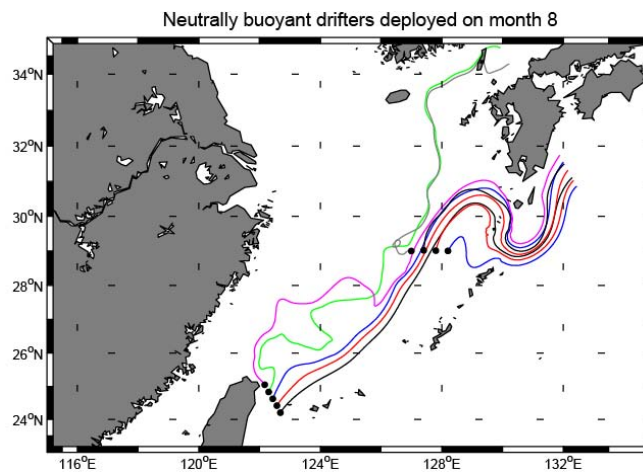 Neutrally buoyant drifters deployed on month 8
34°N
32°N
30°N
28°N
26°N
24°N
116°E 120°E 124°E 128°E 132°E